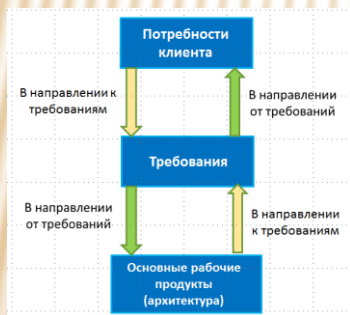 Потребности
клиента
В направлении к
требованиям
В направлении
от требований
Требования
В направлении
от требований
В направлении
к требованиям
Основные рабочие
продукты
(архитектура)